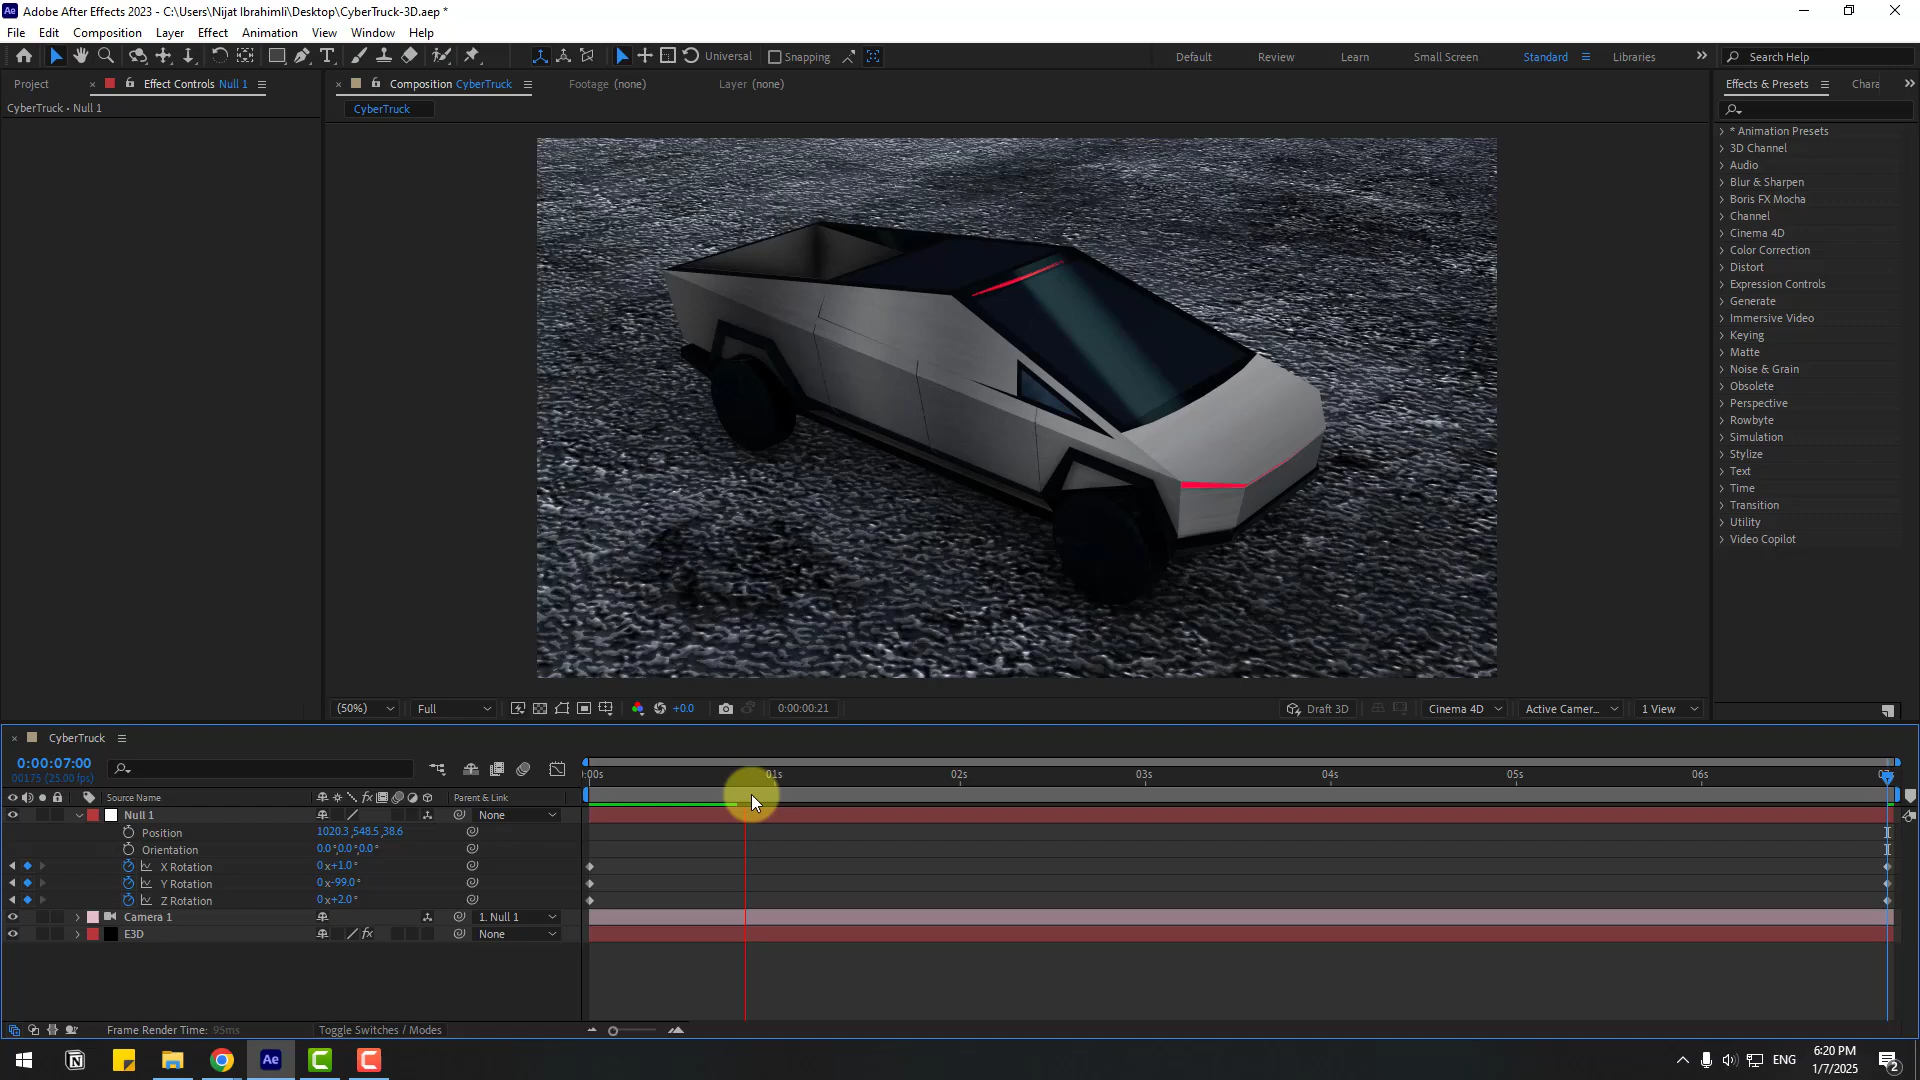 Adobe After Effects 2023 - C:\Users\Nijat Ibrahimli\Desktop\CyberTruck-3D.aep *
File Edit Composition Layer Effect Animation View Window Help
Universal Snapping Default Review Learn Small Screen Standard Libraries Search Help
Project Effect Controls Null 1 Composition CyberTruck Footage (none) Layer (none) Effects & Presets Chara
CyberTruck • Null 1
CyberTruck
* Animation Presets
3D Channel
Audio
Blur & Sharpen
Boris FX Mocha
Channel
Cinema 4D
Color Correction
Distort
Expression Controls
Generate
Immersive Video
Keying
Matte
Noise & Grain
Obsolete
Perspective
Rowbyte
Simulation
Stylize
Text
Time
Transition
Utility
Video Copilot
(50%) Full +0.0 0:00:00:21 Draft 3D Cinema 4D Active Camer... 1 View
CyberTruck
0:00:07:00
00175 (25.00 fps)
:00s 01s 02s 03s 04s 05s 06s
Source Name Parent & Link
Null 1 None
Position 1020.3,548.5,38.6
Orientation 0.0°,0.0°,0.0°
X Rotation 0x+1.0°
Y Rotation 0x-99.0°
Z Rotation 0x+2.0°
Camera 1 1. Null 1
E3D None
Frame Render Time: 95ms Toggle Switches / Modes
Ae ENG 6:20 PM
1/7/2025 2